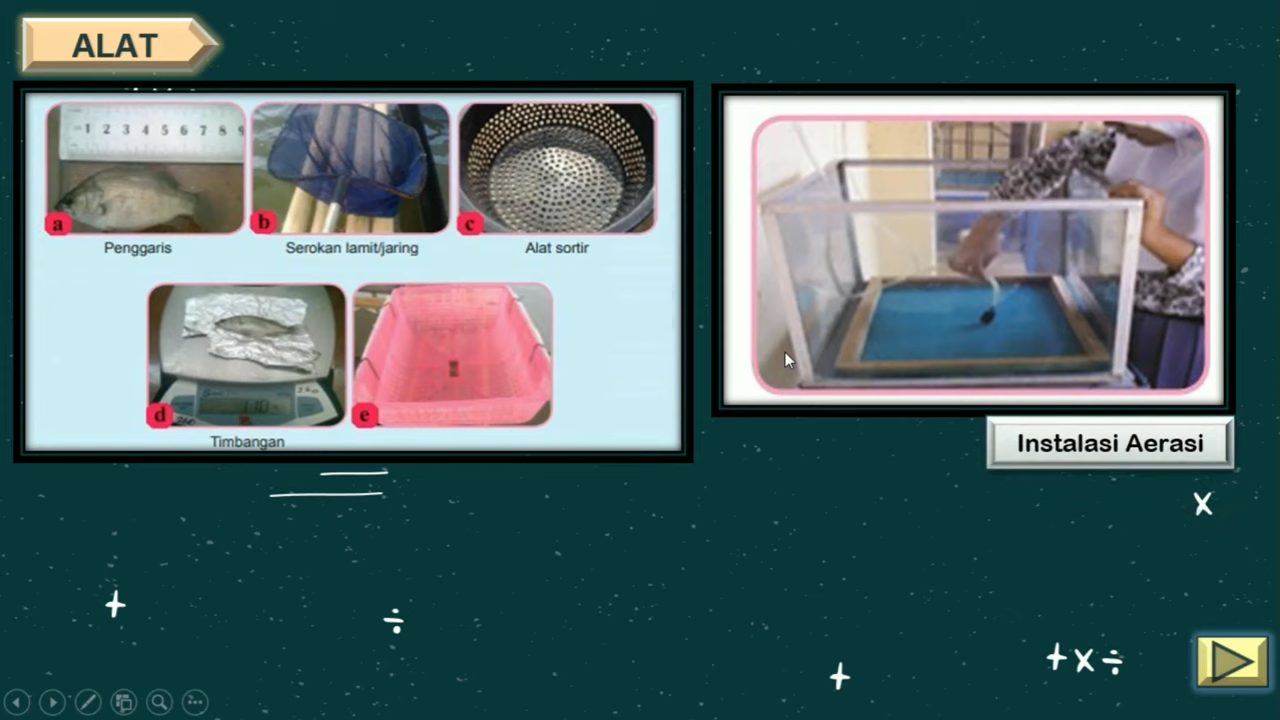 ALAT
1 2 3 4 5 6 7 8 9
a
b
c
Penggaris
Serokan lamit/jaring
Alat sortir
d
e
Timbangan
Instalasi Aerasi
x
+
÷
+
+x÷